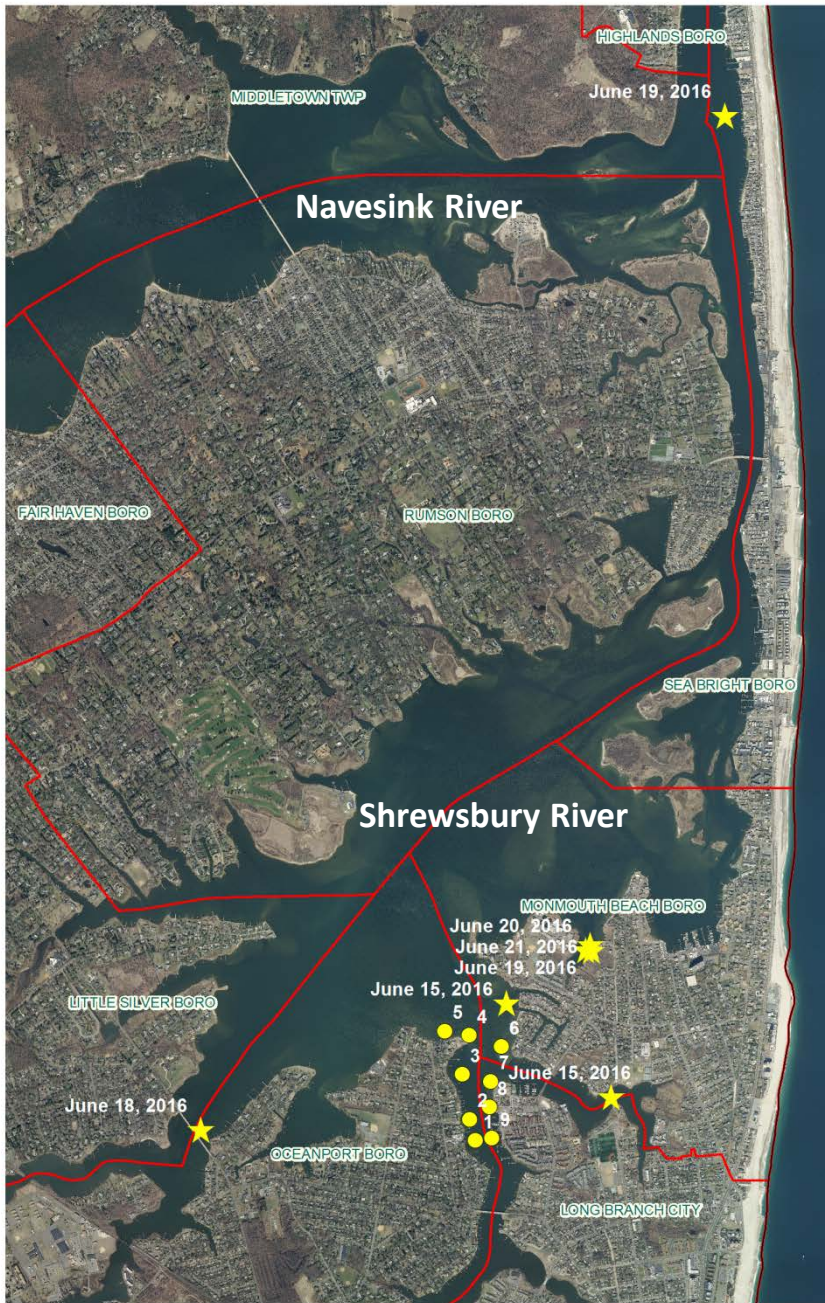 HIGHLANDS BORO
June 19, 2016
MIDDLETOWN TWP
Navesink River
FAIR HAVEN BORO
RUMSON BORO
SEA BRIGHT BORO
Shrewsbury River
MONMOUTH BEACH BORO
June 20, 2016
June 21, 2016
June 19, 2016
LITTLE SILVER BORO
June 15, 2016
5
4
6
3
7
June 15, 2016
8
2
June 18, 2016
1
9
OCEANPORT BORO
LONG BRANCH CITY